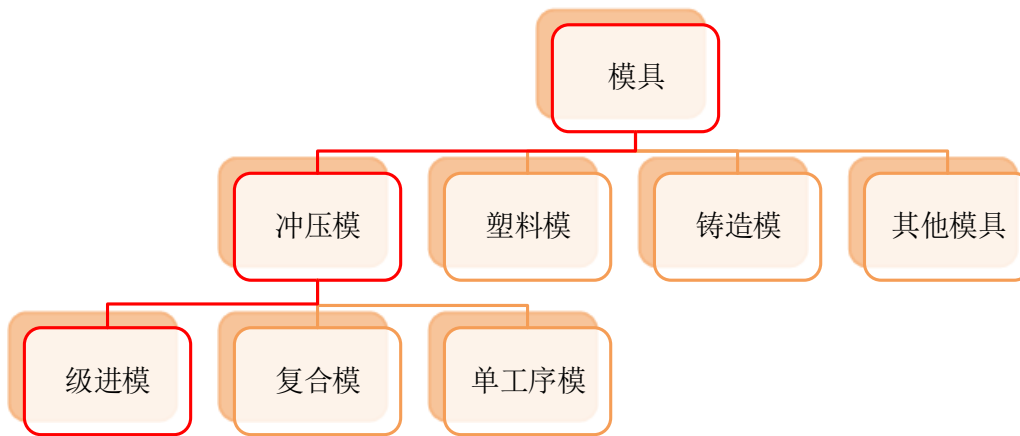 模具
冲压模
塑料模
铸造模
其他模具
级进模
复合模
单工序模